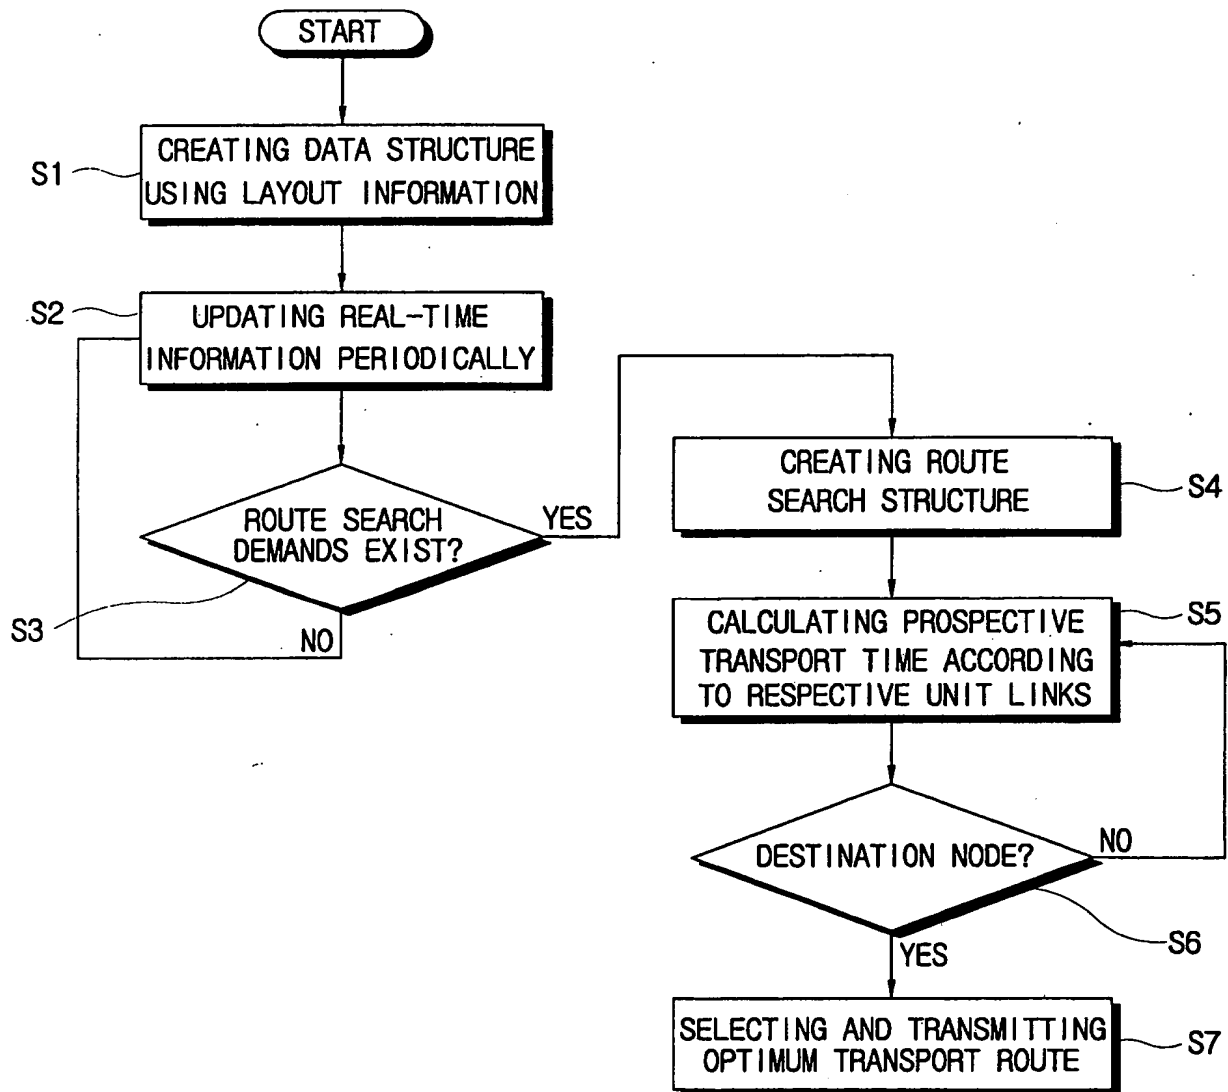 START
S1
CREATING DATA STRUCTURE
USING LAYOUT INFORMATION
S2
UPDATING REAL-TIME
INFORMATION PERIODICALLY
ROUTE SEARCH
DEMANDS EXIST?
YES
S3
NO
CREATING ROUTE
SEARCH STRUCTURE
S4
CALCULATING PROSPECTIVE
TRANSPORT TIME ACCORDING
TO RESPECTIVE UNIT LINKS
S5
DESTINATION NODE?
NO
S6
YES
SELECTING AND TRANSMITTING
OPTIMUM TRANSPORT ROUTE
S7